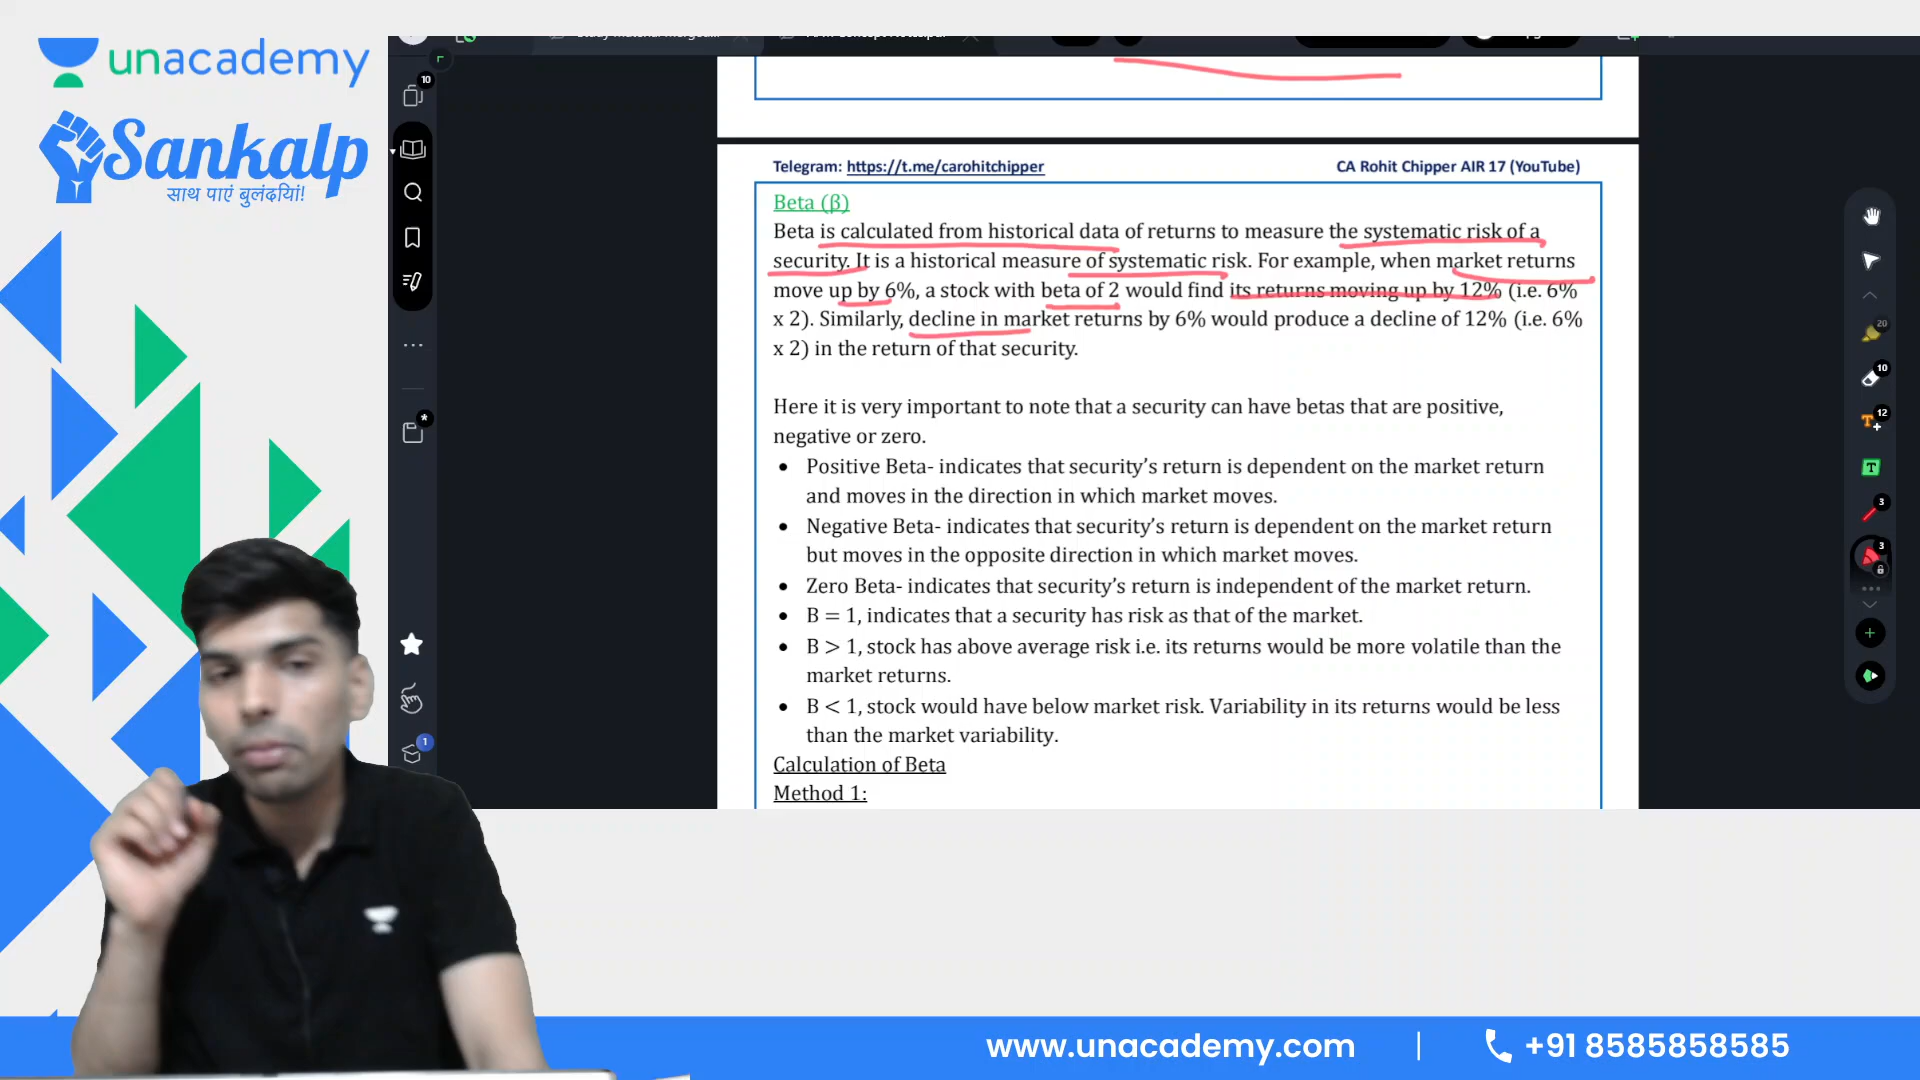 unacademy
Sankalp
साथ पाएं बुलंदियां!
10
Telegram: https://t.me/carohitchipper
CA Rohit Chipper AIR 17 (YouTube)
Beta (β)
Beta is calculated from historical data of returns to measure the systematic risk of a
security. It is a historical measure of systematic risk. For example, when market returns
move up by 6%, a stock with beta of 2 would find its returns moving up by 12% (i.e. 6%
x 2). Similarly, decline in market returns by 6% would produce a decline of 12% (i.e. 6%
x 2) in the return of that security.
Here it is very important to note that a security can have betas that are positive,
negative or zero.
• Positive Beta- indicates that security's return is dependent on the market return
and moves in the direction in which market moves.
• Negative Beta- indicates that security's return is dependent on the market return
but moves in the opposite direction in which market moves.
• Zero Beta- indicates that security's return is independent of the market return.
• B = 1, indicates that a security has risk as that of the market.
• B > 1, stock has above average risk i.e. its returns would be more volatile than the
market returns.
• B < 1, stock would have below market risk. Variability in its returns would be less
than the market variability.
Calculation of Beta
Method 1:
20
10
12
3
3
1
www.unacademy.com | +91 8585858585